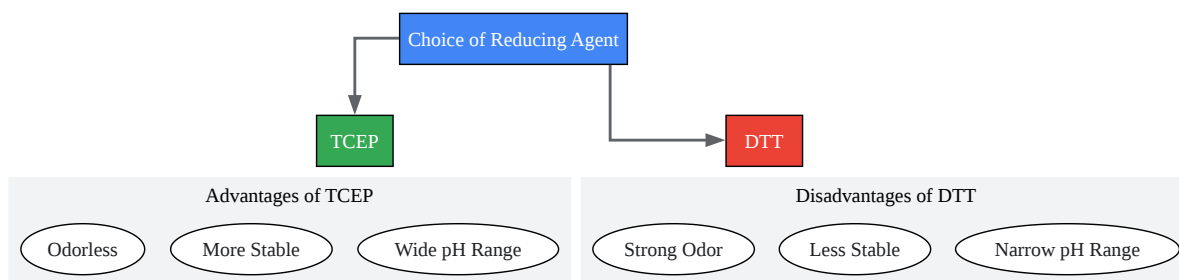 Choice of Reducing Agent
TCEP
DTT
Advantages of TCEP
Odorless
More Stable
Wide pH Range
Disadvantages of DTT
Strong Odor
Less Stable
Narrow pH Range